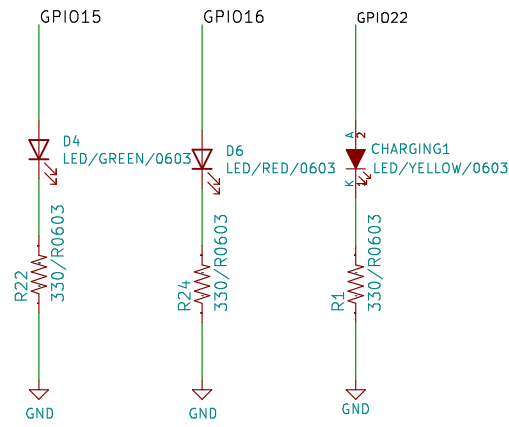 GPIO15
GPIO16
GPIO22
D4
LED/GREEN/0603
D6
LED/RED/0603
A
2
CHARGING1
LED/YELLOW/0603
K
1
R22
330/R0603
R24
330/R0603
R1
330/R0603
GND
GND
GND